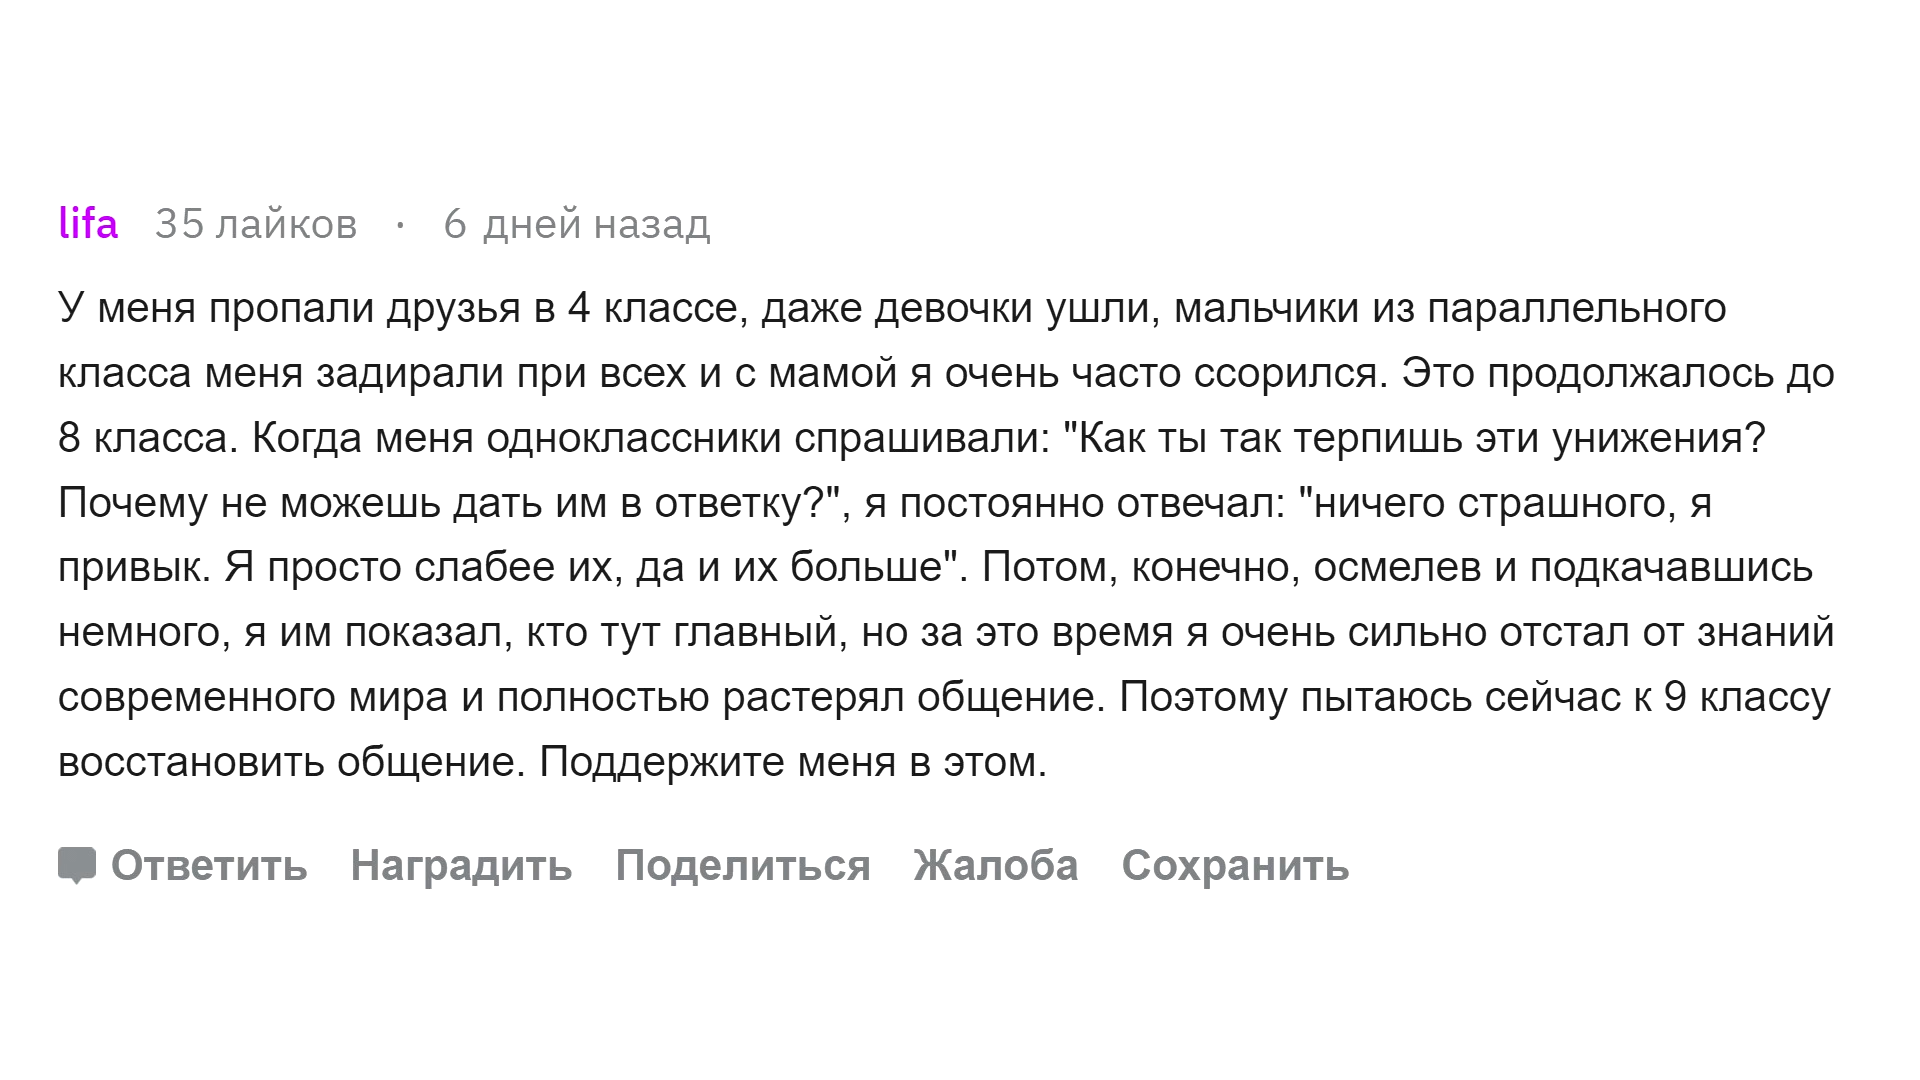 lifa 35 лайков · 6 дней назад
У меня пропали друзья в 4 классе, даже девочки ушли, мальчики из параллельного
класса меня задирали при всех и с мамой я очень часто ссорился. Это продолжалось до
8 класса. Когда меня одноклассники спрашивали: "Как ты так терпишь эти унижения?
Почему не можешь дать им в ответку?", я постоянно отвечал: "ничего страшного, я
привык. Я просто слабее их, да и их больше". Потом, конечно, осмелев и подкачавшись
немного, я им показал, кто тут главный, но за это время я очень сильно отстал от знаний
современного мира и полностью растерял общение. Поэтому пытаюсь сейчас к 9 классу
восстановить общение. Поддержите меня в этом.
Ответить Наградить Поделиться Жалоба Сохранить